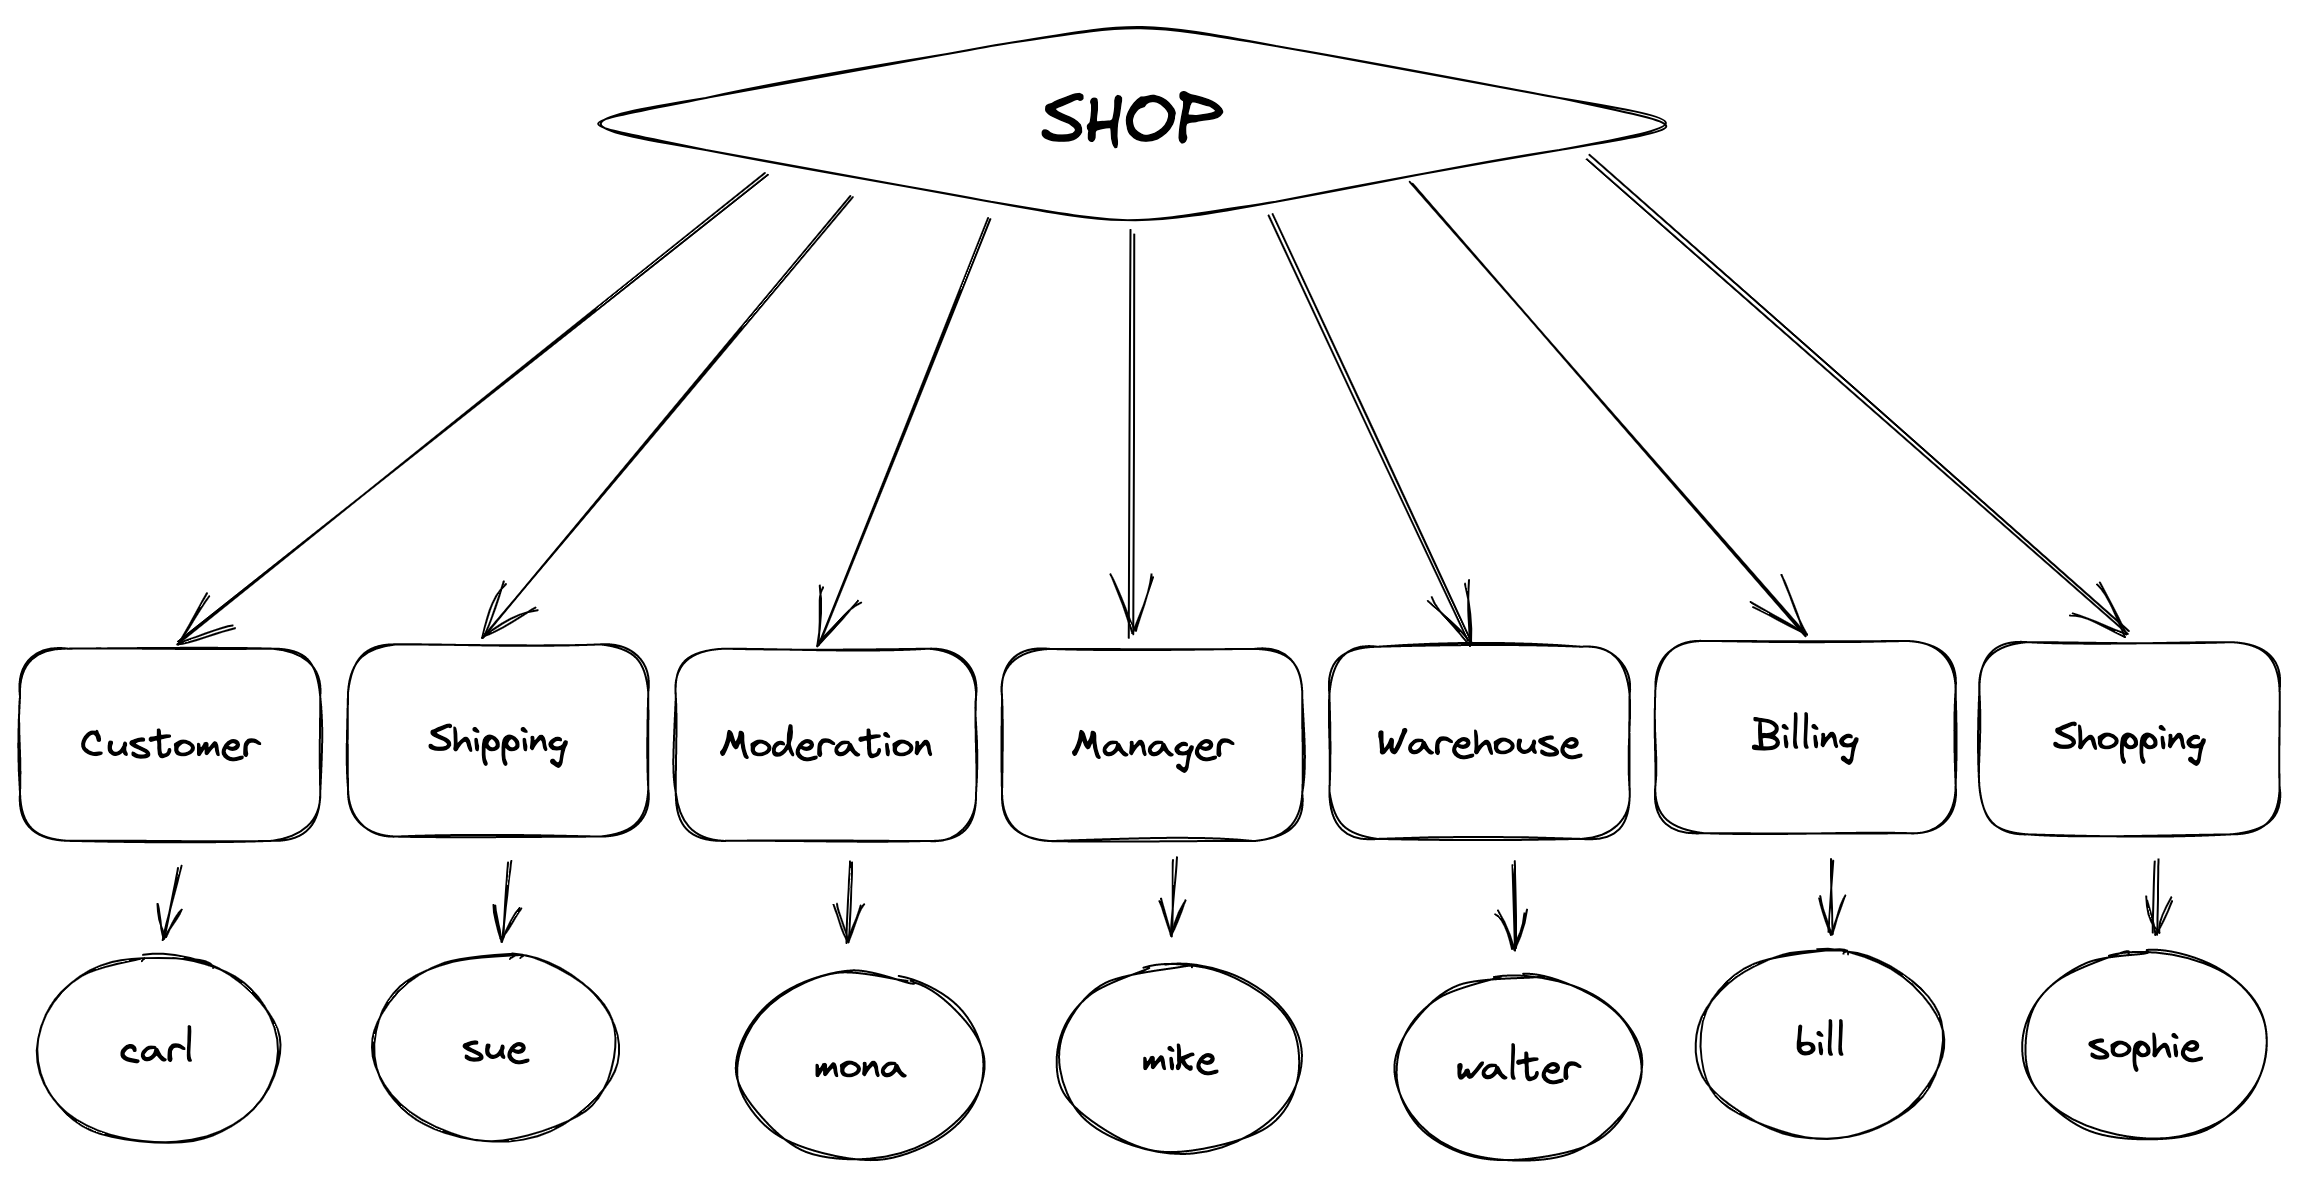 SHOP
Customer
Shipping
Moderation
Manager
Warehouse
Billing
Shopping
carl
sue
mona
mike
walter
bill
sophie